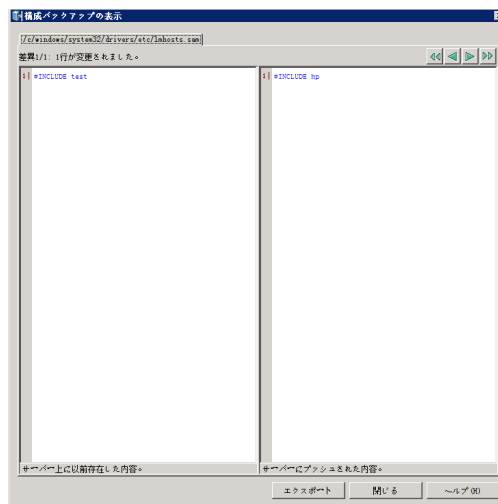 構成バックアップの表示
/c/windows/system32/drivers/etc/lmhosts.sam
差異1/1: 1行が変更されました。
1 #INCLUDE test
1 #INCLUDE hp
サーバー上に以前存在した内容。
サーバーにプッシュされた内容。
エクスポート
閉じる
ヘルプ(H)